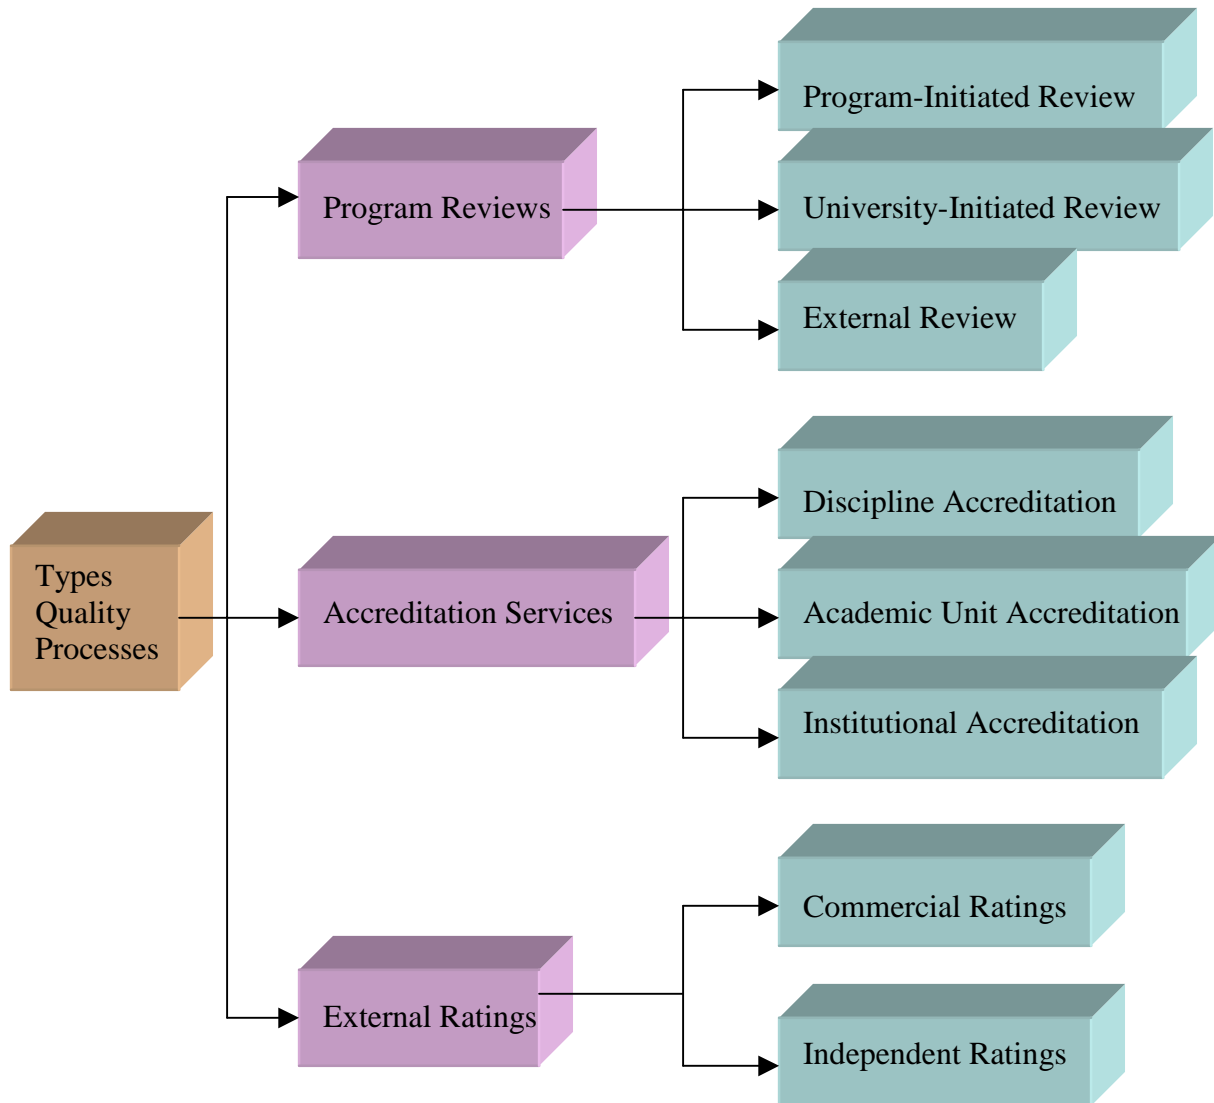 Types
Quality
Processes
Program Reviews
Program-Initiated Review
University-Initiated Review
External Review
Accreditation Services
Discipline Accreditation
Academic Unit Accreditation
Institutional Accreditation
External Ratings
Commercial Ratings
Independent Ratings